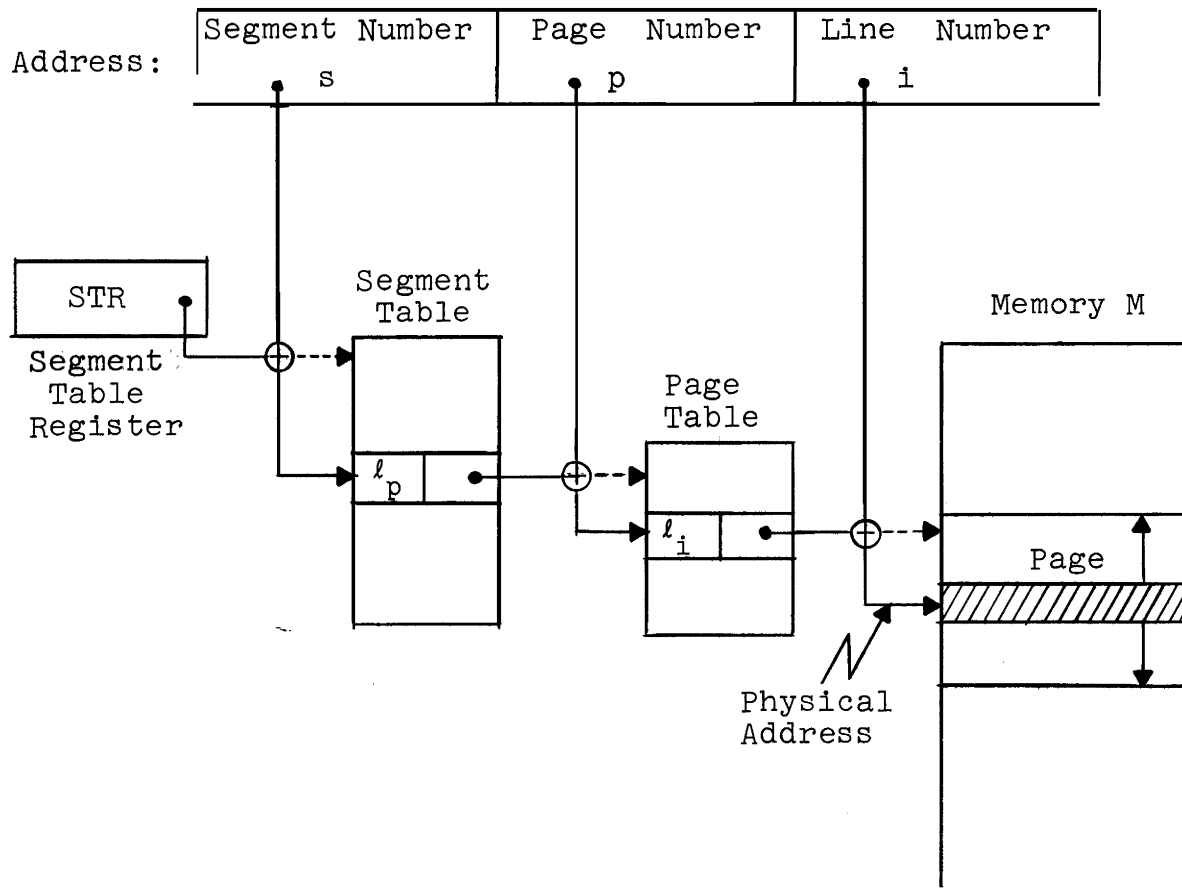 Segment Number Page Number Line Number
Address: s p i
Segment
Table
STR
Memory M
Segment
Table
Register
Page
Table
ℓp
ℓi
Page
Physical
Address